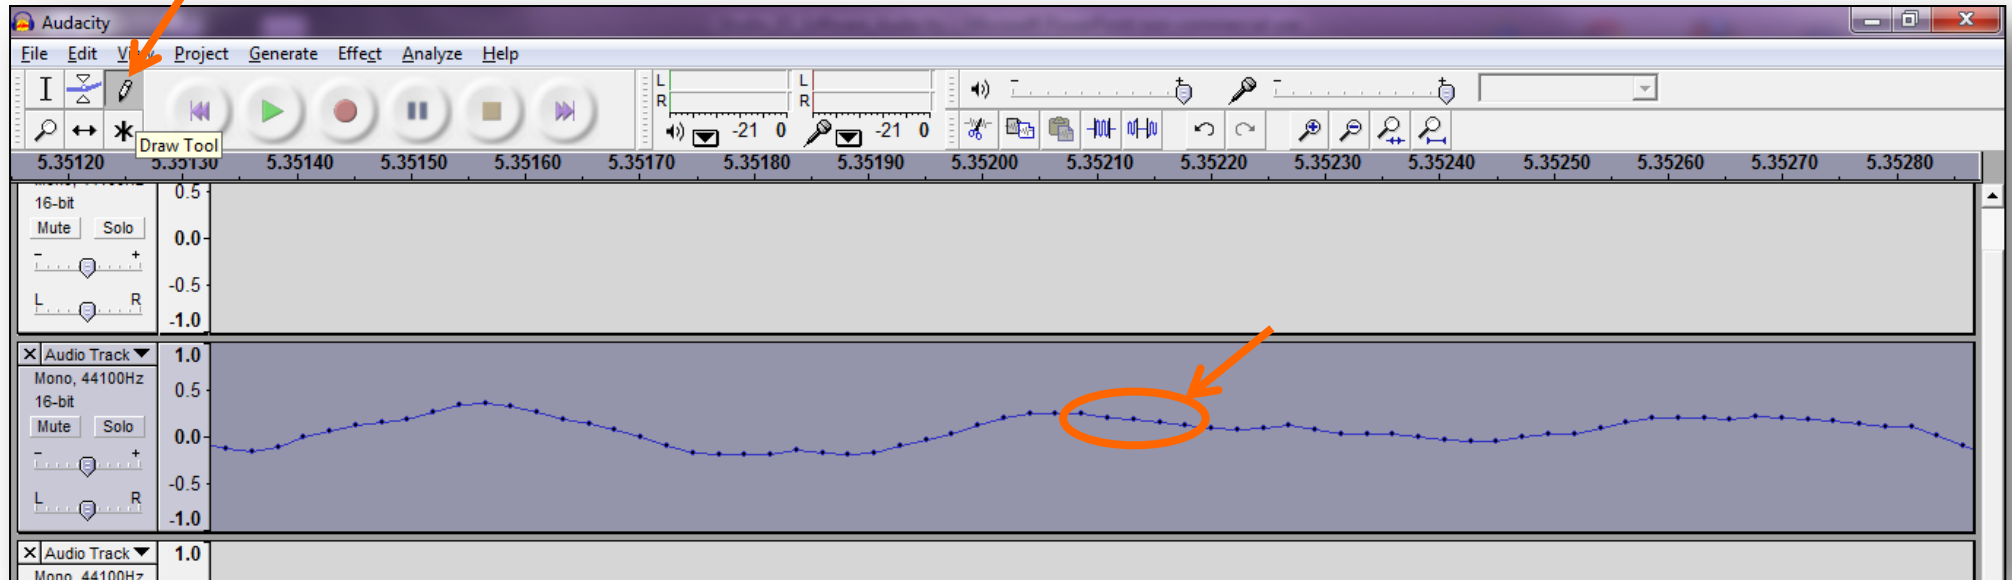 Audacity
File Edit View Project Generate Effect Analyze Help
L L
R R
-21 0 -21 0
Draw Tool
5.35120 5.35130 5.35140 5.35150 5.35160 5.35170 5.35180 5.35190 5.35200 5.35210 5.35220 5.35230 5.35240 5.35250 5.35260 5.35270 5.35280
0.5
16-bit
Mute Solo
0.0
- +
-0.5
L R
-1.0
X Audio Track 1.0
Mono, 44100Hz
0.5
16-bit
Mute Solo
0.0
- +
-0.5
L R
-1.0
X Audio Track 1.0
Mono, 44100Hz